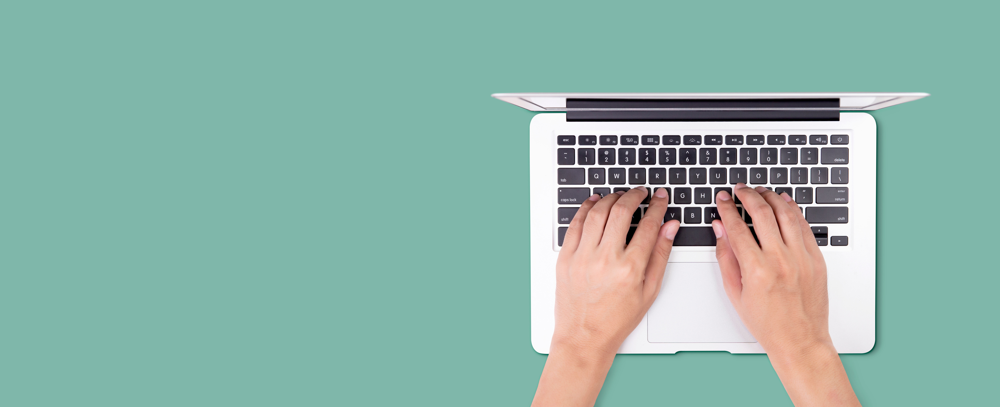 esc F1 F2 F3 F4 F5 F6 F7 F8 F9 F10 F11 F12
~ ! @ # $ % ^ & * ( ) — +
` 1 2 3 4 5 6 7 8 9 0 - = delete
tab Q W E R T Y U I O P { [ } ] | \
caps lock A G H " ' enter return
shift V B N shift